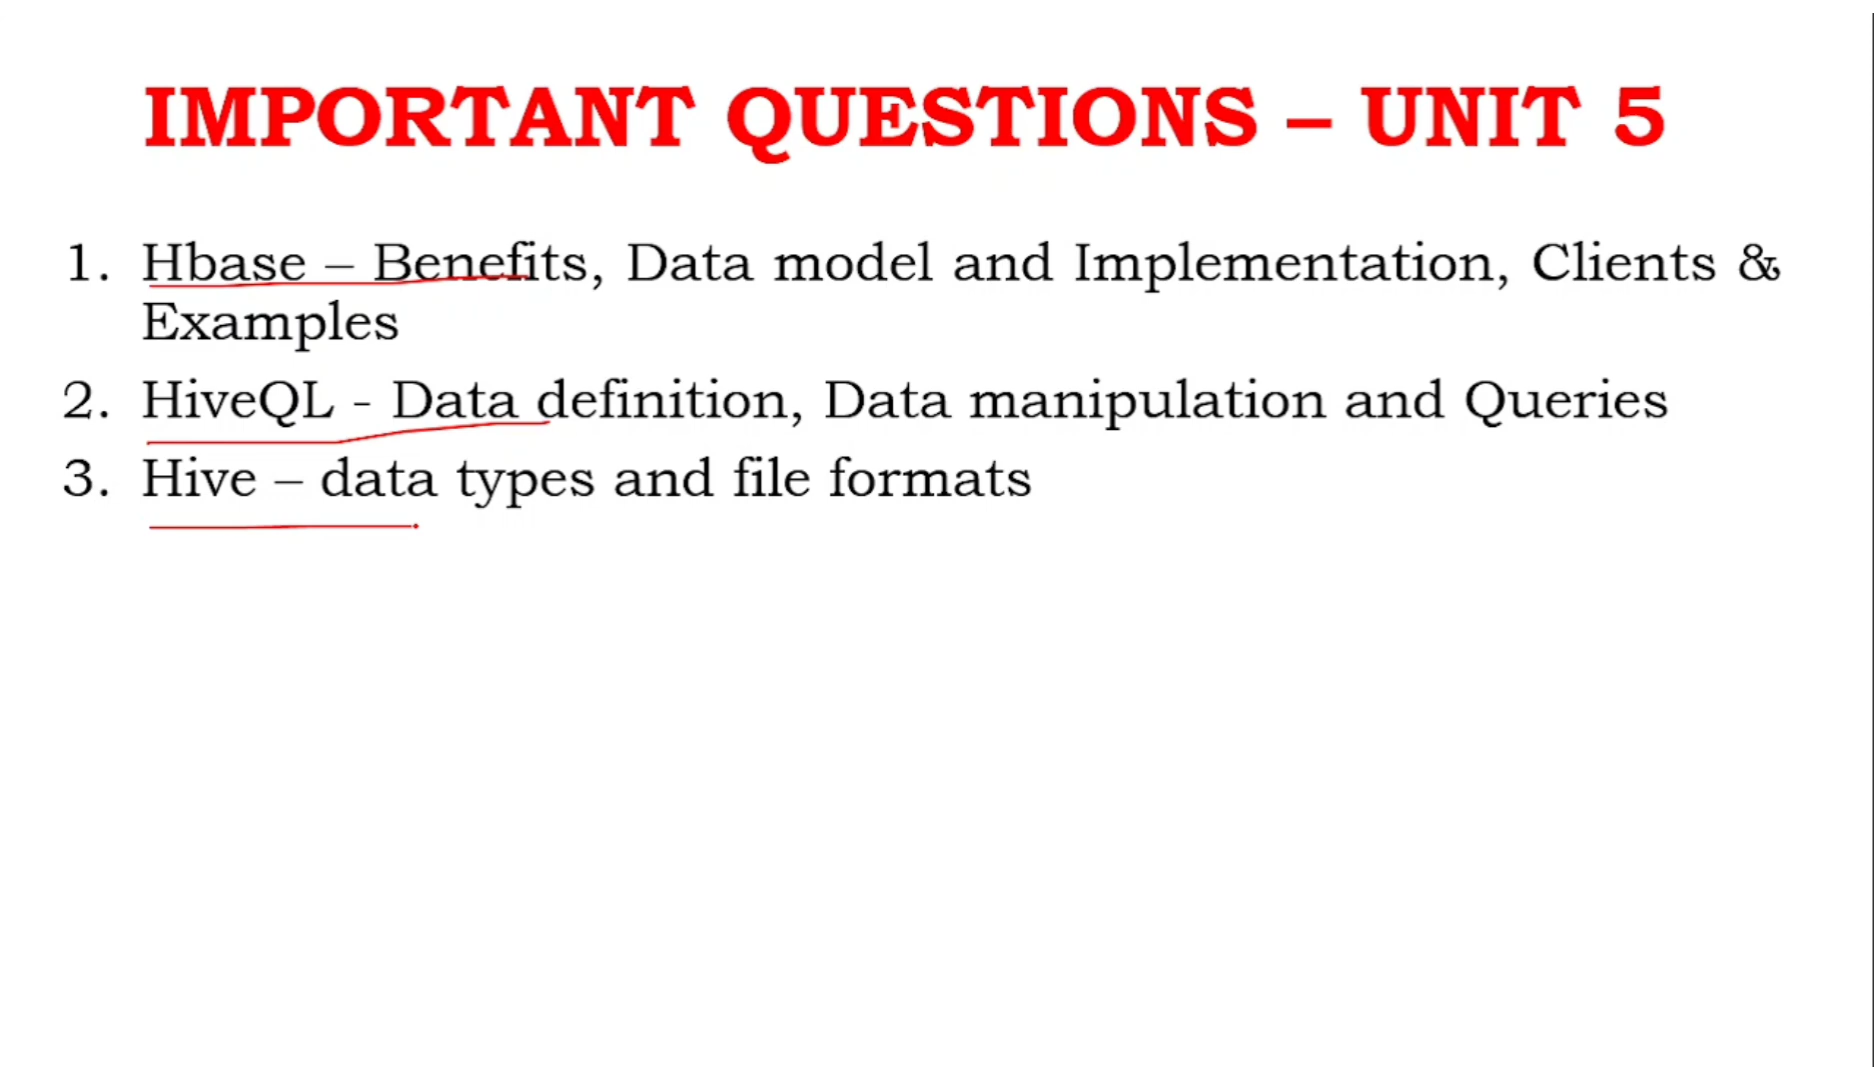 IMPORTANT QUESTIONS – UNIT 5
1. Hbase – Benefits, Data model and Implementation, Clients &
Examples
2. HiveQL - Data definition, Data manipulation and Queries
3. Hive – data types and file formats